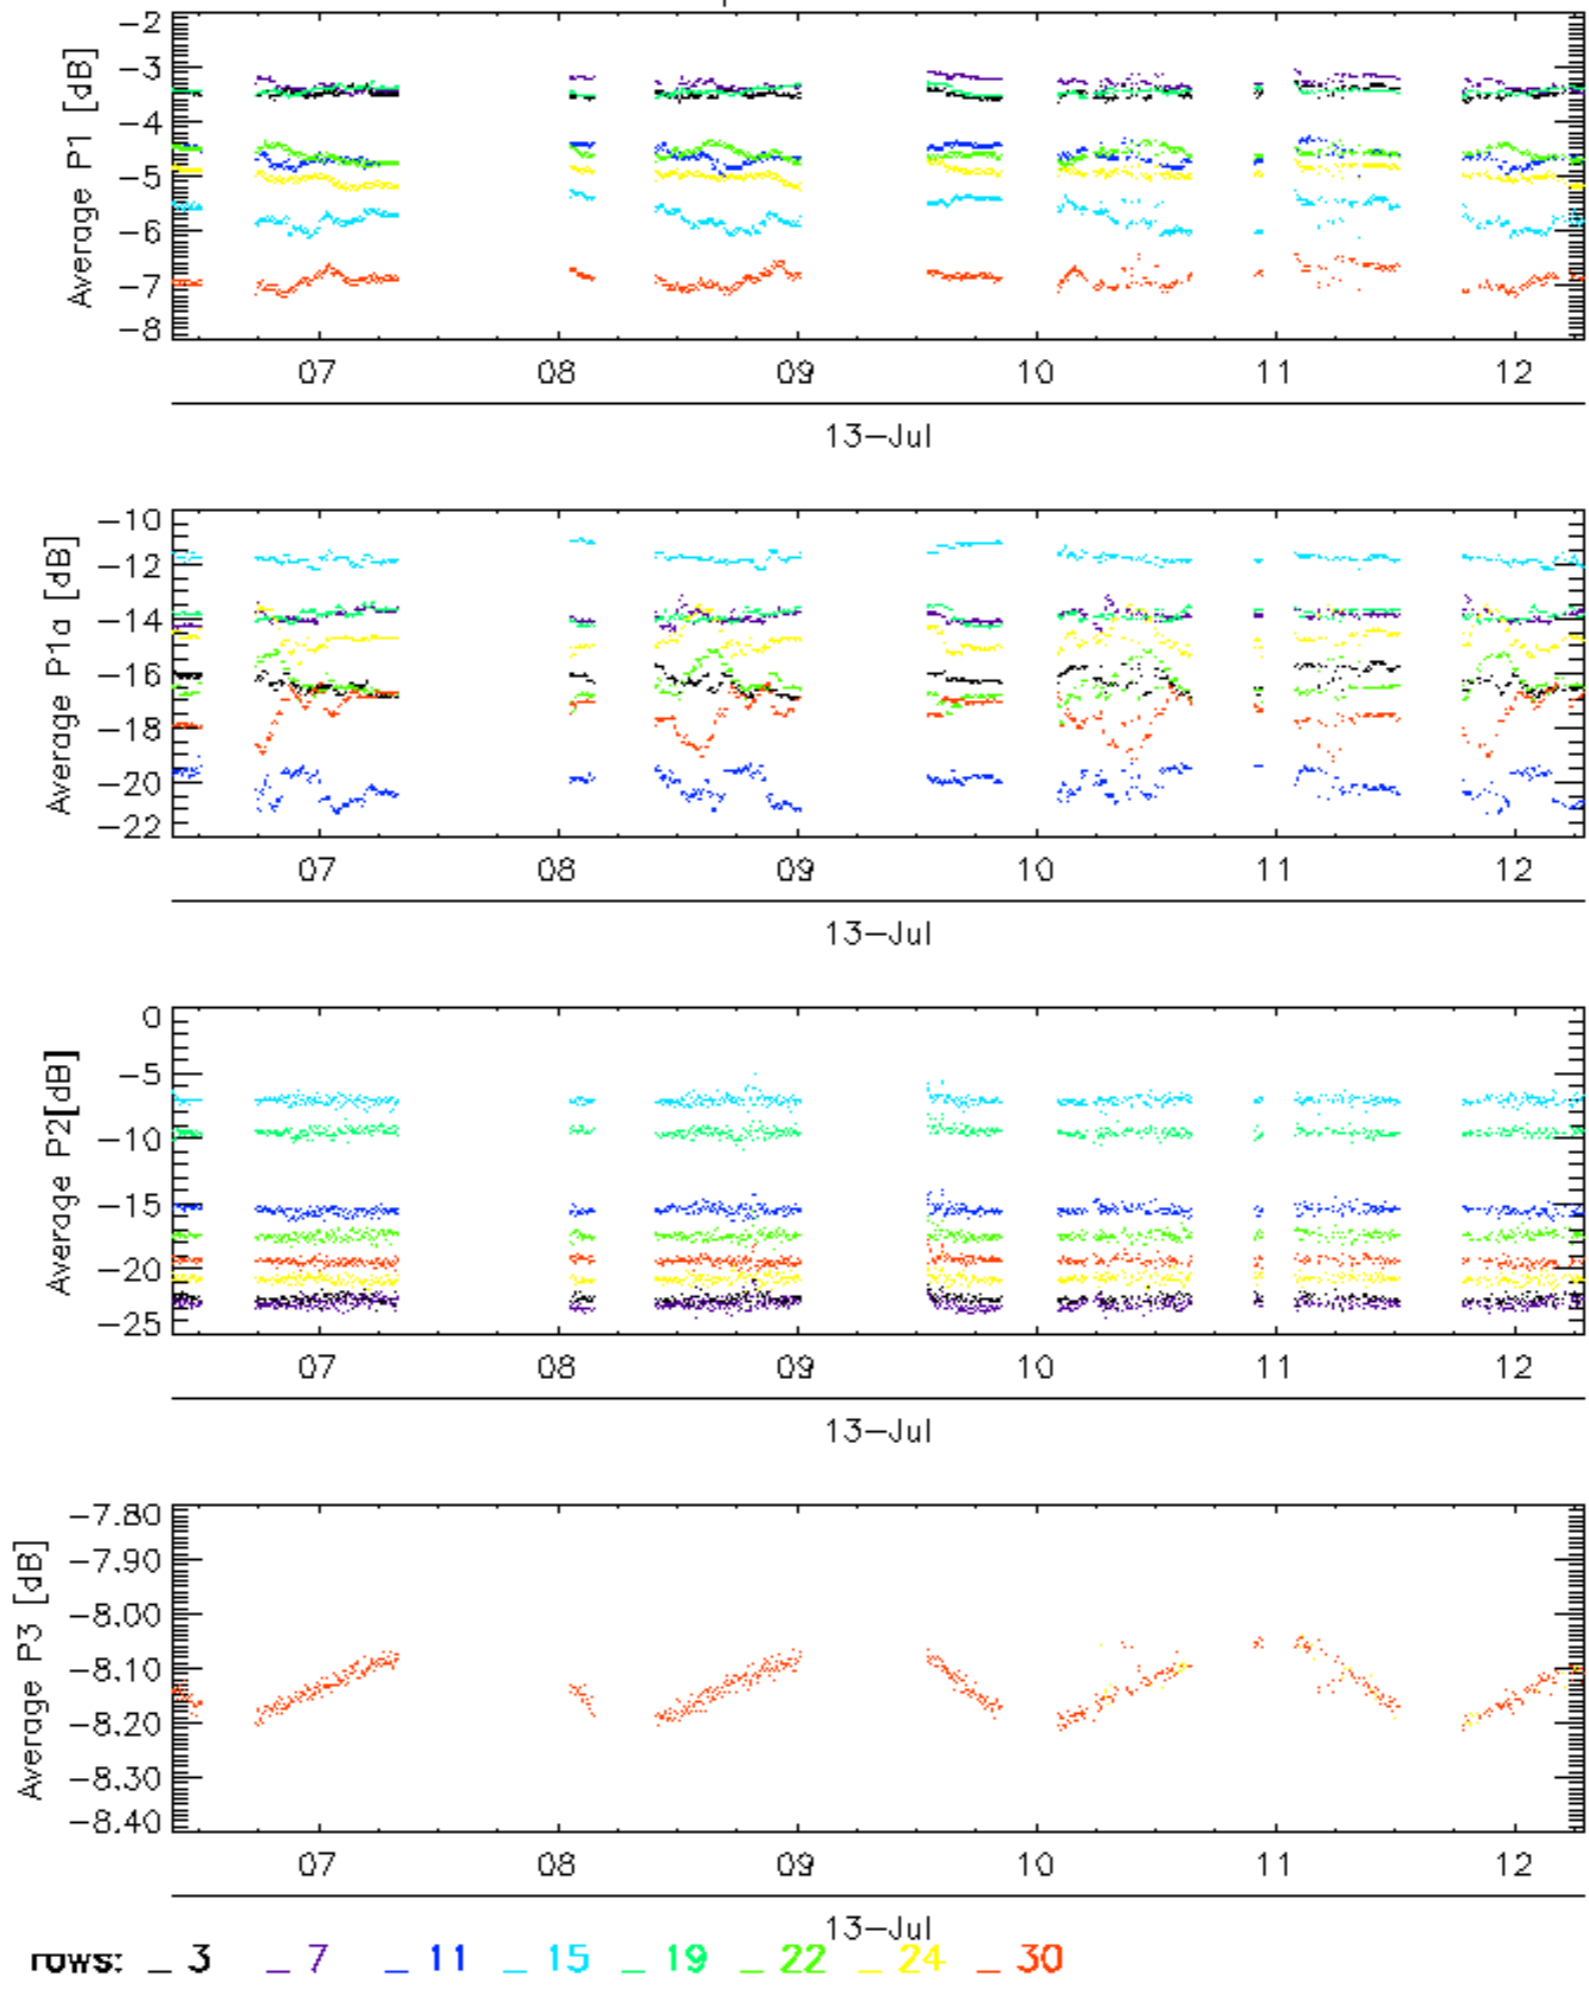 Average P1 [dB]
-2
-3
-4
-5
-6
-7
-8
07 08 09 10 11 12
13-Jul
Average P1a [dB]
-10
-12
-14
-16
-18
-20
-22
07 08 09 10 11 12
13-Jul
Average P2[dB]
0
-5
-10
-15
-20
-25
07 08 09 10 11 12
13-Jul
Average P3 [dB]
-7.80
-7.90
-8.00
-8.10
-8.20
-8.30
-8.40
07 08 09 10 11 12
13-Jul
rows: _ 3 _ 7 _ 11 _ 15 _ 19 _ 22 _ 24 _ 30